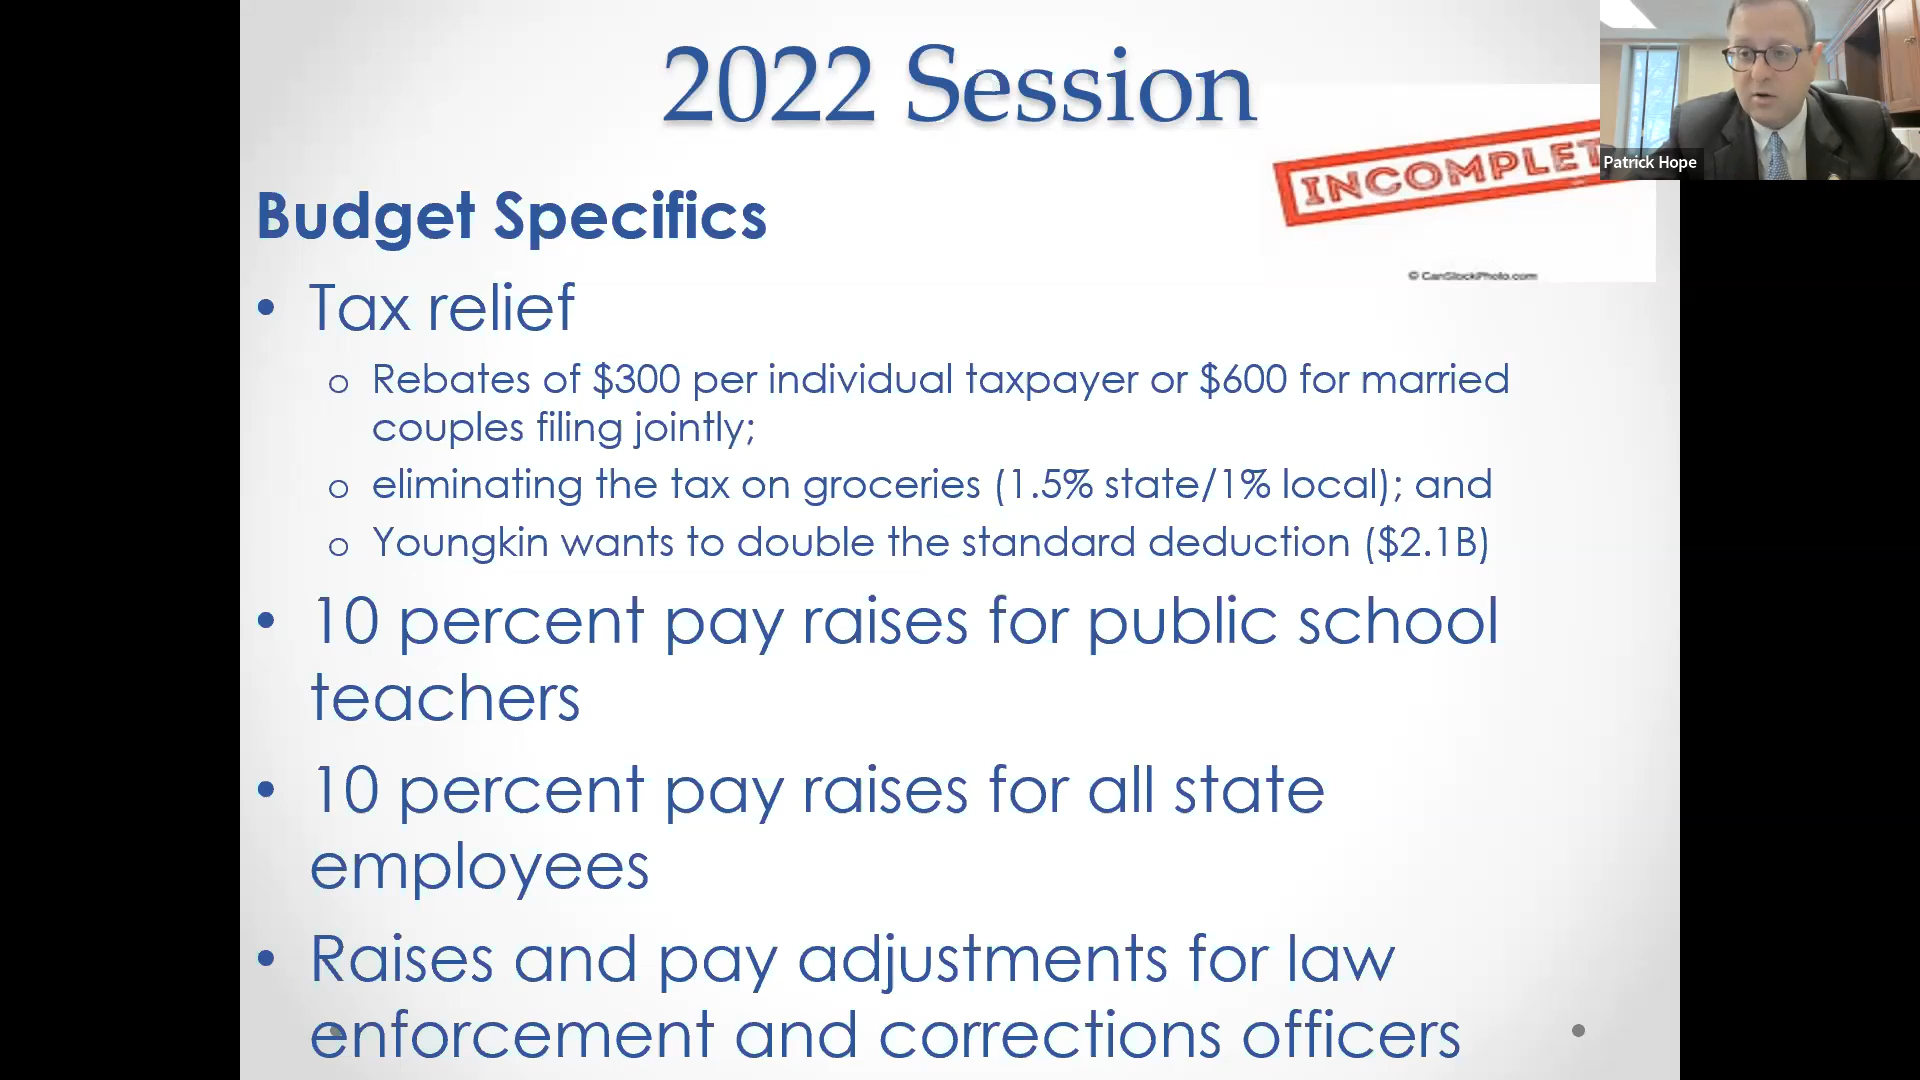 2022 Session
Patrick Hope
INCOMPLET
© CanStockPhoto.com
Budget Specifics
• Tax relief
o Rebates of $300 per individual taxpayer or $600 for married
couples filing jointly;
o eliminating the tax on groceries (1.5% state/1% local); and
o Youngkin wants to double the standard deduction ($2.1B)
• 10 percent pay raises for public school
teachers
• 10 percent pay raises for all state
employees
• Raises and pay adjustments for law
enforcement and corrections officers